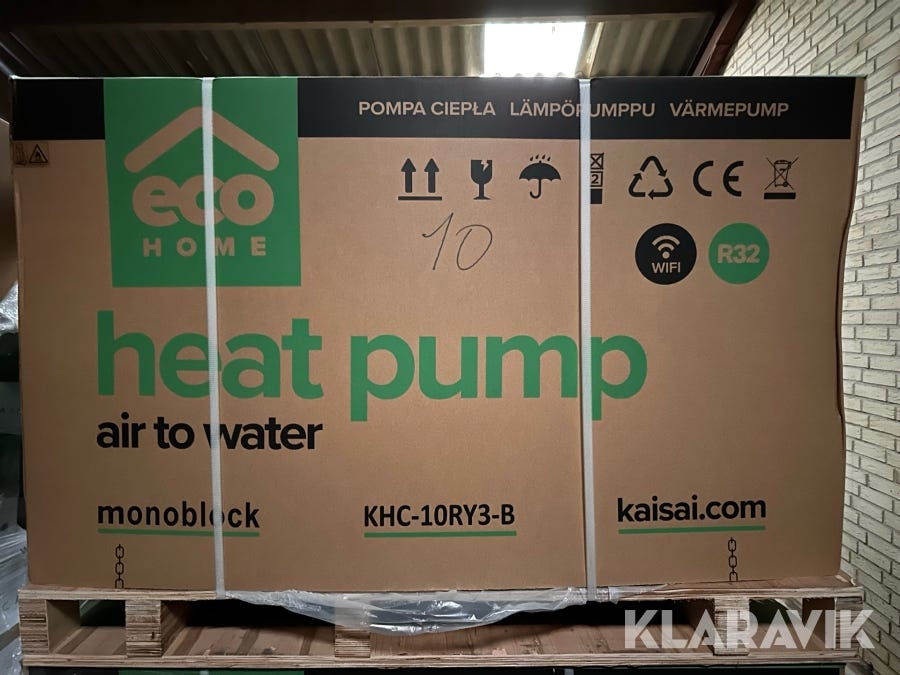 POMPA CIEPŁA LÄMPÖPUMPPU VÄRMEPUMP
eco
HOME
2
10
WIFI
R32
heat pump
air to water
monoblock
KHC-10RY3-B
kaisai.com
KLARAVIK